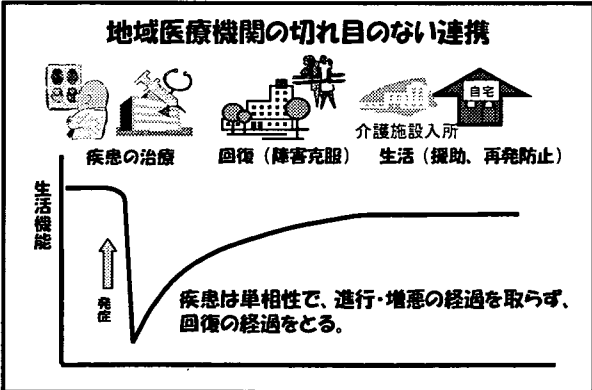 地域医療機関の切れ目のない連携
自宅
介護施設入所
疾患の治療
回復（障害克服）
生活（援助、再発防止）
生活機能
発症
疾患は単相性で、進行・増悪の経過を取らず、
回復の経過をとる。